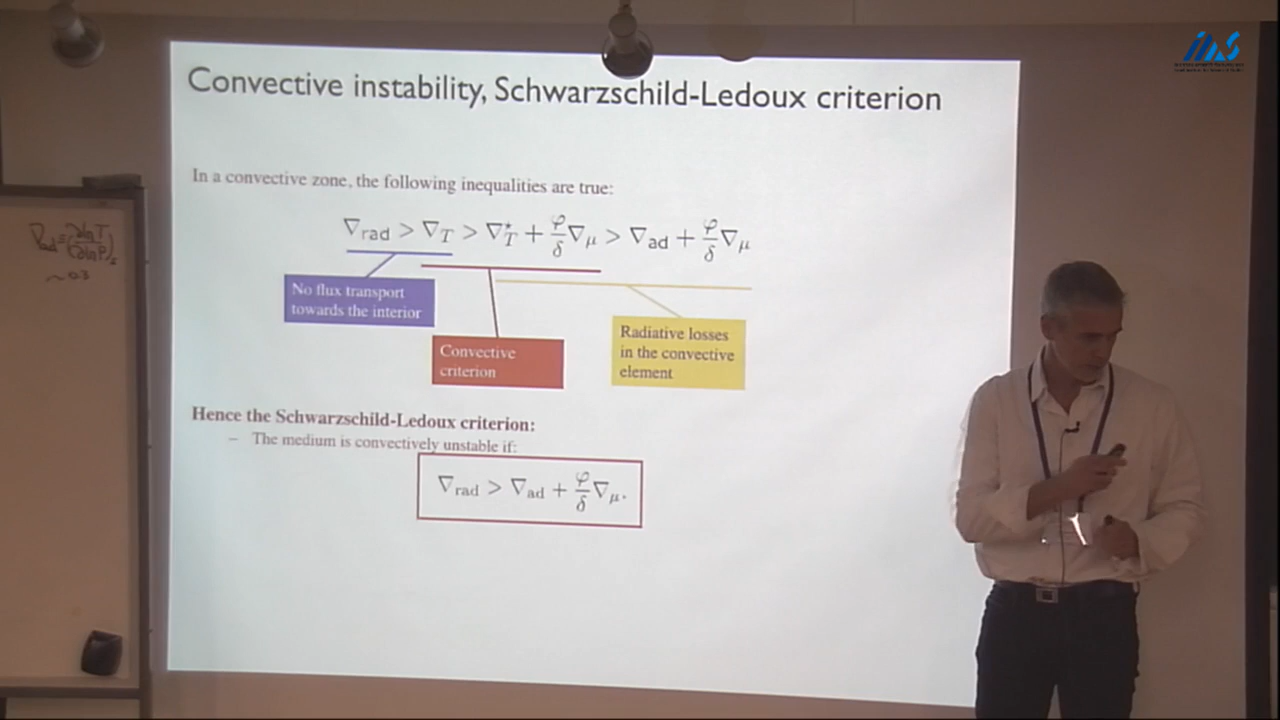 Convective instability, Schwarzschild-Ledoux criterion
In a convective zone, the following inequalities are true:
∇rad > ∇T > ∇*T + φ/δ ∇μ > ∇ad + φ/δ ∇μ
No flux transport
towards the interior
Convective
criterion
Radiative losses
in the convective
element
Hence the Schwarzschild-Ledoux criterion:
– The medium is convectively unstable if:
∇rad > ∇ad + φ/δ ∇μ.
∇ad ≡ (∂lnT/∂lnP)s
~ 0.3